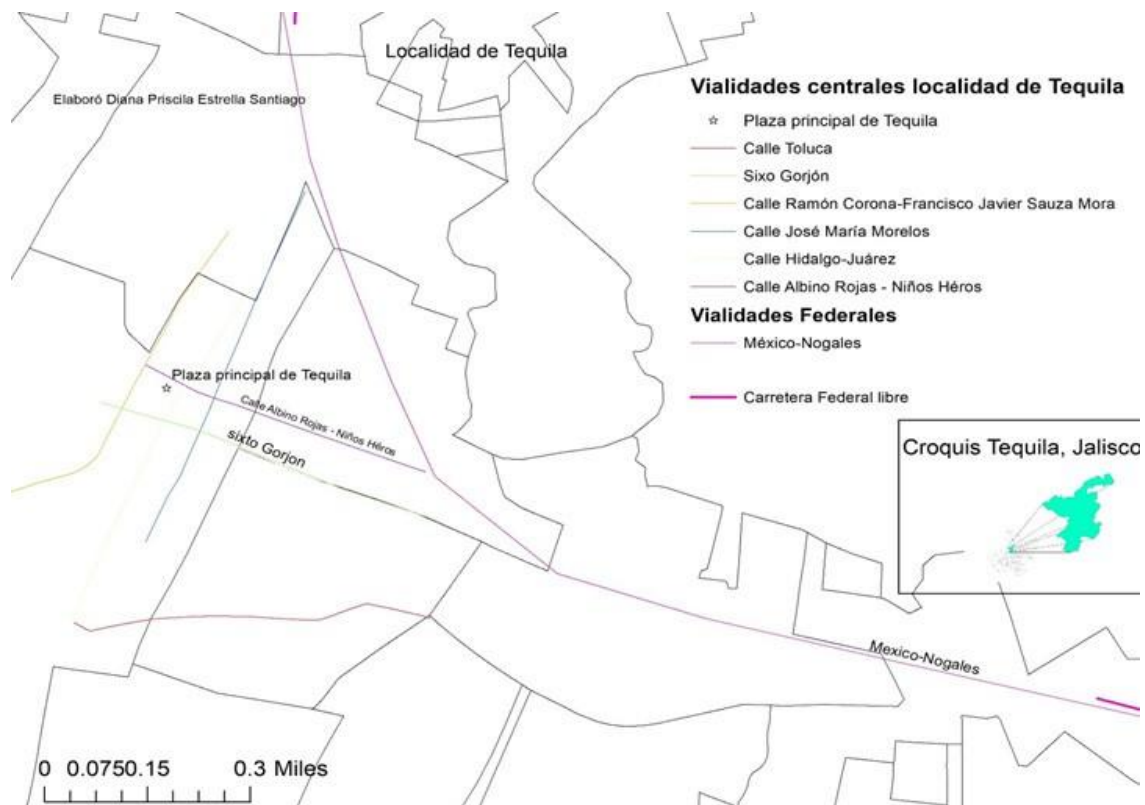 Localidad de Tequila
Elaboró Diana Priscila Estrella Santiago
Vialidades centrales localidad de Tequila
Plaza principal de Tequila
Calle Toluca
Sixo Gorjón
Calle Ramón Corona-Francisco Javier Sauza Mora
Calle José María Morelos
Calle Hidalgo-Juárez
Calle Albino Rojas - Niños Héros
Vialidades Federales
México-Nogales
Carretera Federal libre
Plaza principal de Tequila
Calle Albino Rojas - Niños Héros
sixto Gorjon
Croquis Tequila, Jalisco
Mexico-Nogales
0 0.0750.15 0.3 Miles